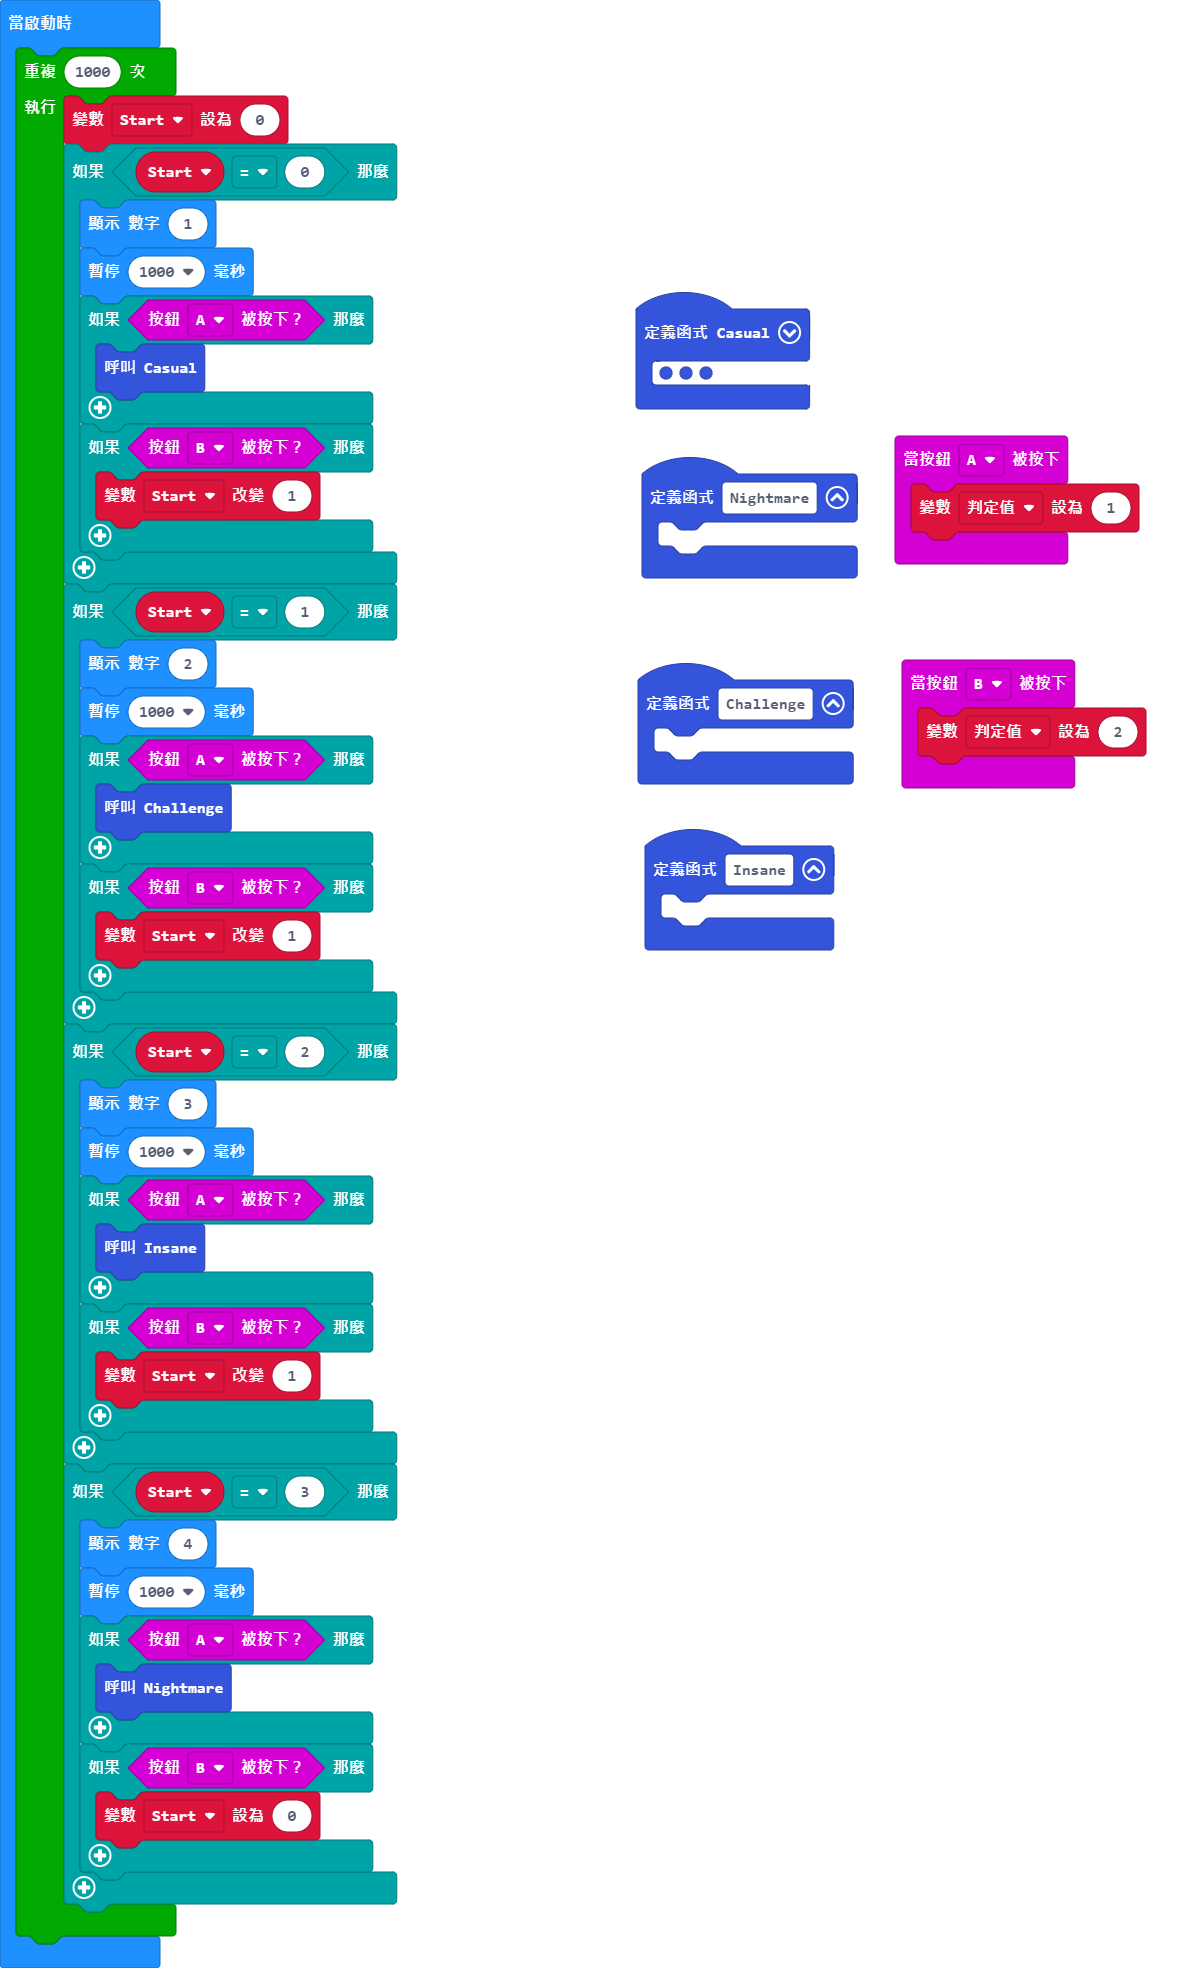 當啟動時
重複 1000 次
執行
變數 Start 設為 0
如果 Start = 0 那麼
顯示 數字 1
暫停 1000 毫秒
如果 按鈕 A 被按下？ 那麼
呼叫 Casual
如果 按鈕 B 被按下？ 那麼
變數 Start 改變 1
如果 Start = 1 那麼
顯示 數字 2
暫停 1000 毫秒
如果 按鈕 A 被按下？ 那麼
呼叫 Challenge
如果 按鈕 B 被按下？ 那麼
變數 Start 改變 1
如果 Start = 2 那麼
顯示 數字 3
暫停 1000 毫秒
如果 按鈕 A 被按下？ 那麼
呼叫 Insane
如果 按鈕 B 被按下？ 那麼
變數 Start 改變 1
如果 Start = 3 那麼
顯示 數字 4
暫停 1000 毫秒
如果 按鈕 A 被按下？ 那麼
呼叫 Nightmare
如果 按鈕 B 被按下？ 那麼
變數 Start 設為 0
定義函式 Casual
定義函式 Nightmare
定義函式 Challenge
定義函式 Insane
當按鈕 A 被按下
變數 判定值 設為 1
當按鈕 B 被按下
變數 判定值 設為 2